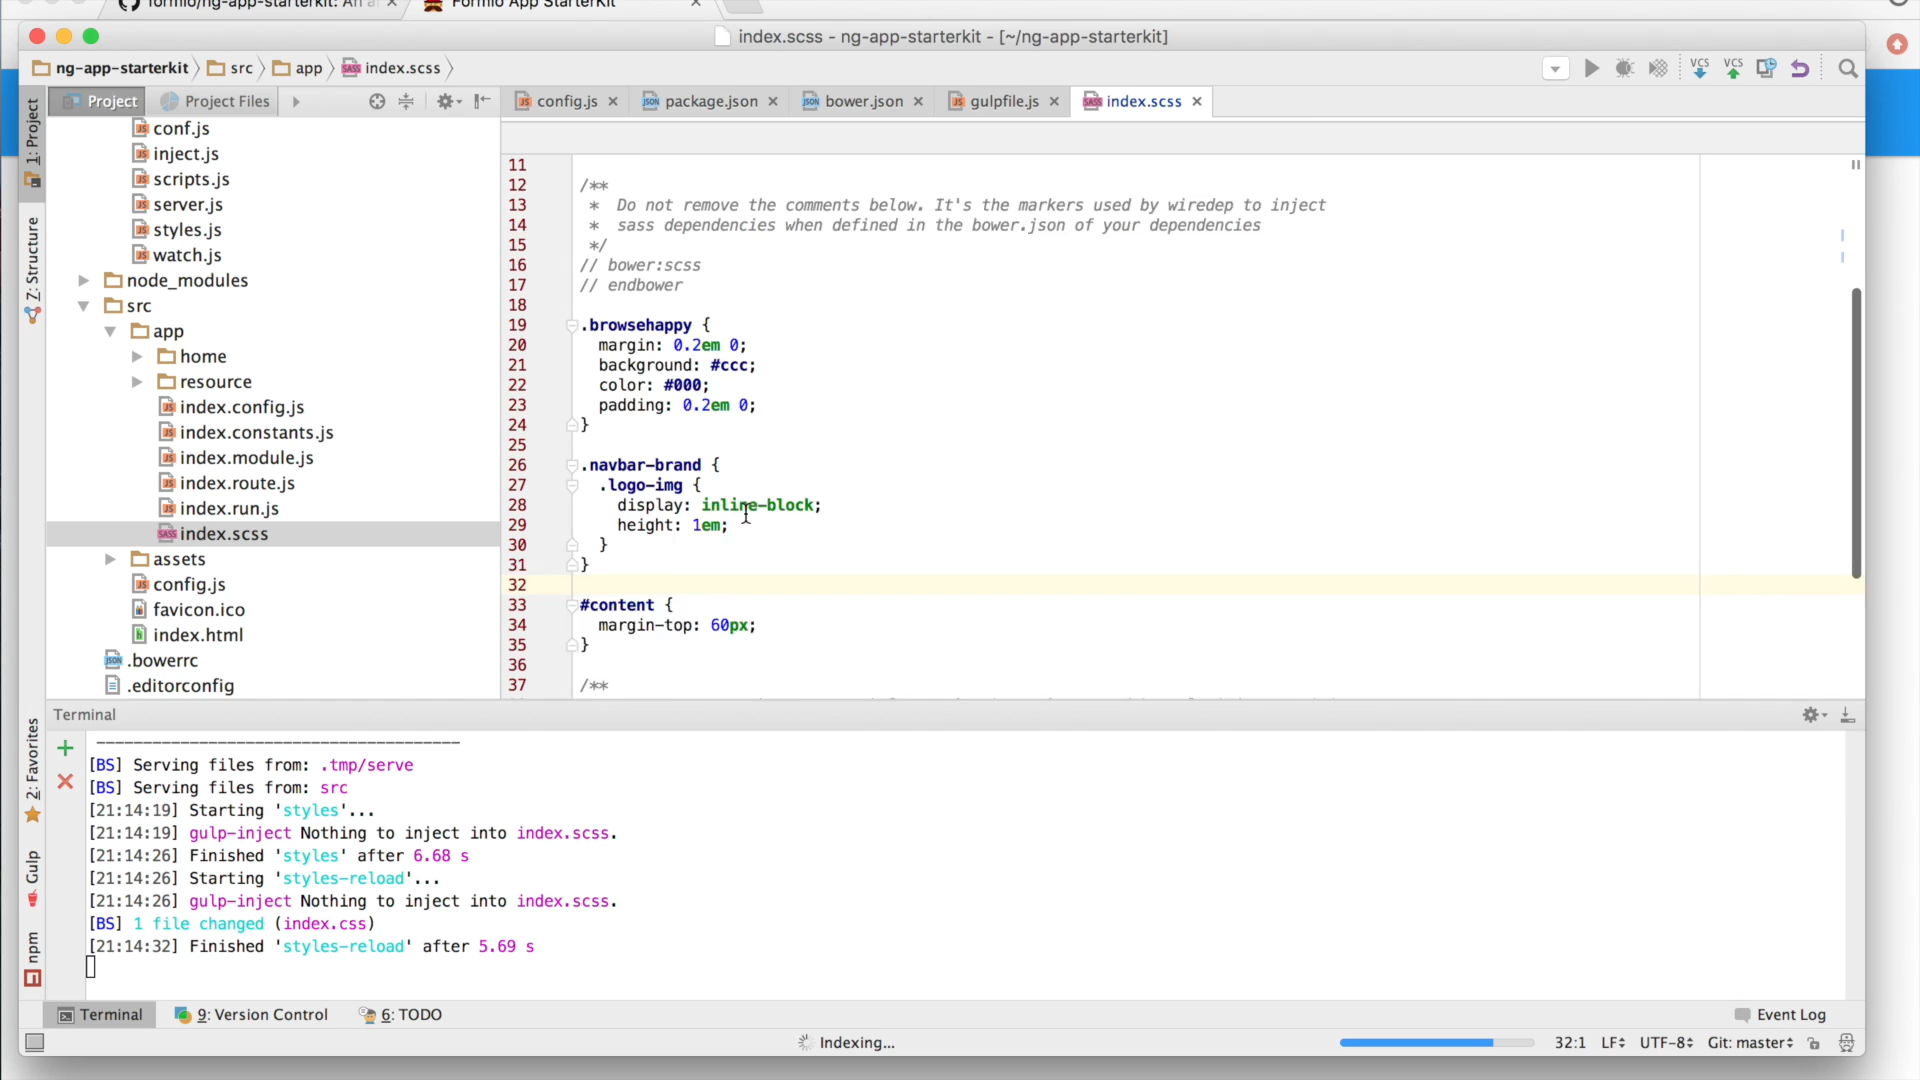 formio/ng-app-starterkit: An a
Formio App StarterKit
index.scss - ng-app-starterkit - [~/ng-app-starterkit]
ng-app-starterkit src app index.scss
VCS VCS
1: Project
Z: Structure
2: Favorites
Gulp
npm
Project Project Files
config.js package.json bower.json gulpfile.js index.scss
conf.js
inject.js
scripts.js
server.js
styles.js
watch.js
node_modules
src
app
home
resource
index.config.js
index.constants.js
index.module.js
index.route.js
index.run.js
index.scss
assets
config.js
favicon.ico
index.html
.bowerrc
.editorconfig
11
12 /**
13 * Do not remove the comments below. It's the markers used by wiredep to inject
14 * sass dependencies when defined in the bower.json of your dependencies
15 */
16 // bower:scss
17 // endbower
18
19 .browsehappy {
20 margin: 0.2em 0;
21 background: #ccc;
22 color: #000;
23 padding: 0.2em 0;
24 }
25
26 .navbar-brand {
27 .logo-img {
28 display: inline-block;
29 height: 1em;
30 }
31 }
32
33 #content {
34 margin-top: 60px;
35 }
36
37 /**
Terminal
[BS] Serving files from: .tmp/serve
[BS] Serving files from: src
[21:14:19] Starting 'styles'...
[21:14:19] gulp-inject Nothing to inject into index.scss.
[21:14:26] Finished 'styles' after 6.68 s
[21:14:26] Starting 'styles-reload'...
[21:14:26] gulp-inject Nothing to inject into index.scss.
[BS] 1 file changed (index.css)
[21:14:32] Finished 'styles-reload' after 5.69 s
Terminal 9: Version Control 6: TODO Event Log
Indexing... 32:1 LF UTF-8 Git: master